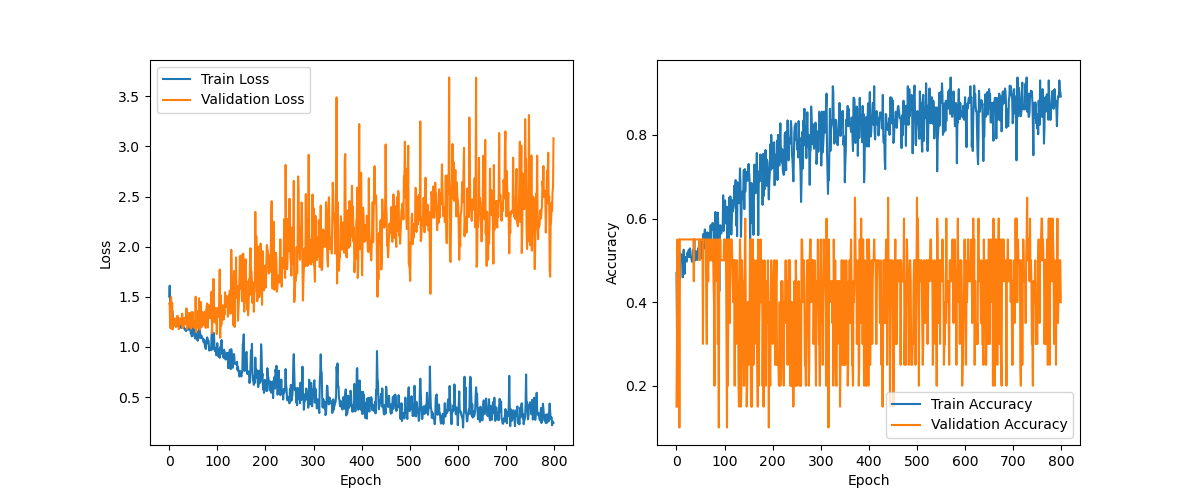 Train Loss
Validation Loss
3.5
3.0
2.5
2.0
1.5
1.0
0.5
Loss
0 100 200 300 400 500 600 700 800
Epoch
0.8
0.6
0.4
0.2
Accuracy
Train Accuracy
Validation Accuracy
0 100 200 300 400 500 600 700 800
Epoch